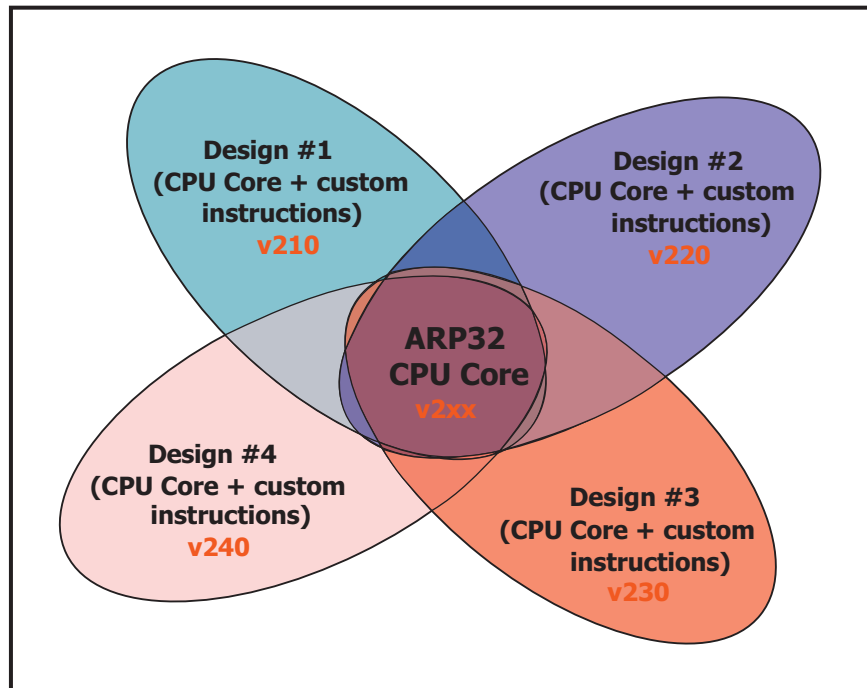 Design #1
(CPU Core + custom
instructions)
v210
Design #2
(CPU Core + custom
instructions)
v220
ARP32
CPU Core
v2xx
Design #4
(CPU Core + custom
instructions)
v240
Design #3
(CPU Core + custom
instructions)
v230